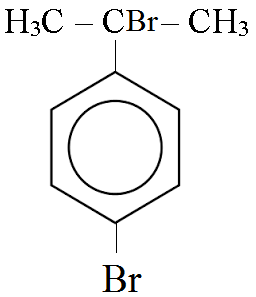 H₃C – CBr – CH₃
Br